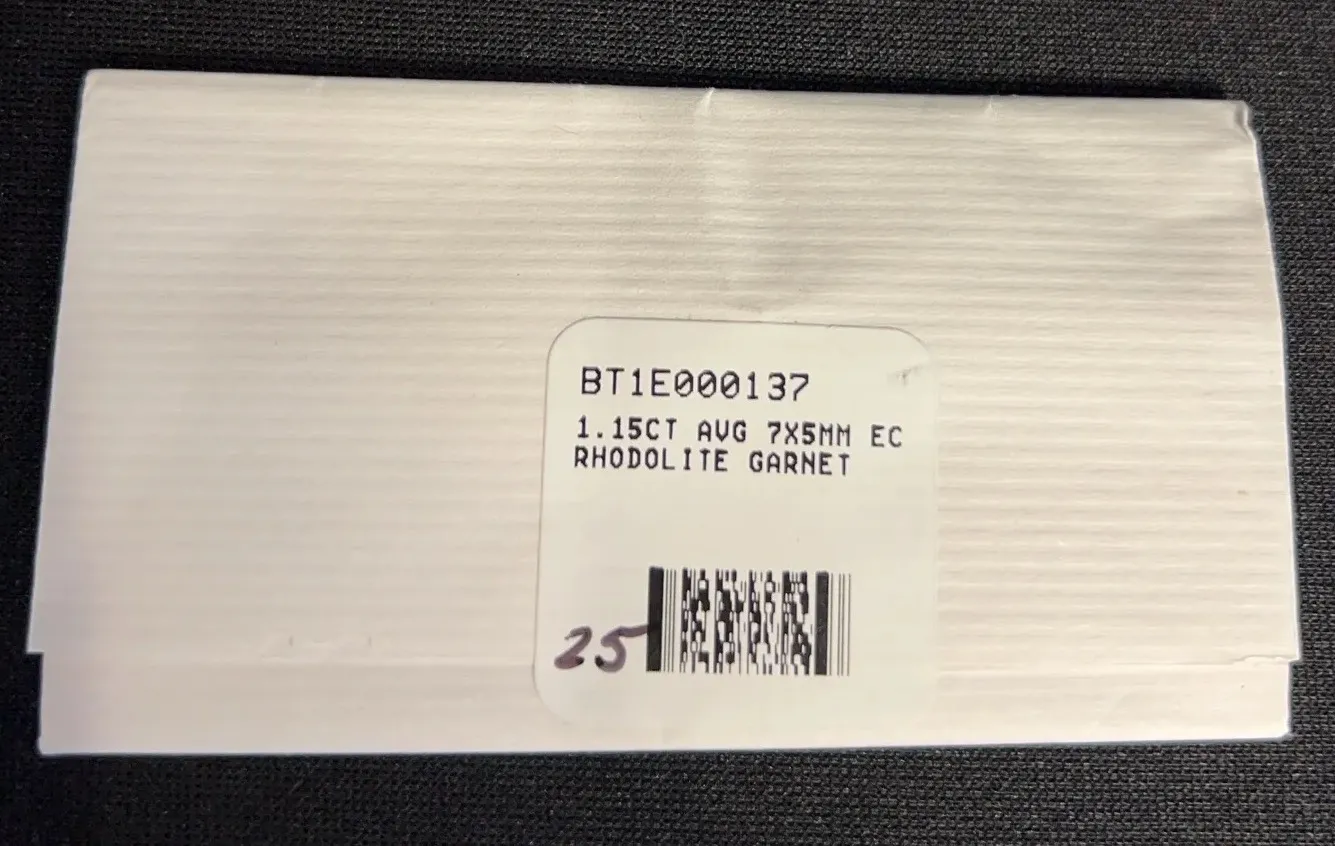 BT1E000137
1.15CT AVG 7X5MM EC
RHODOLITE GARNET
25